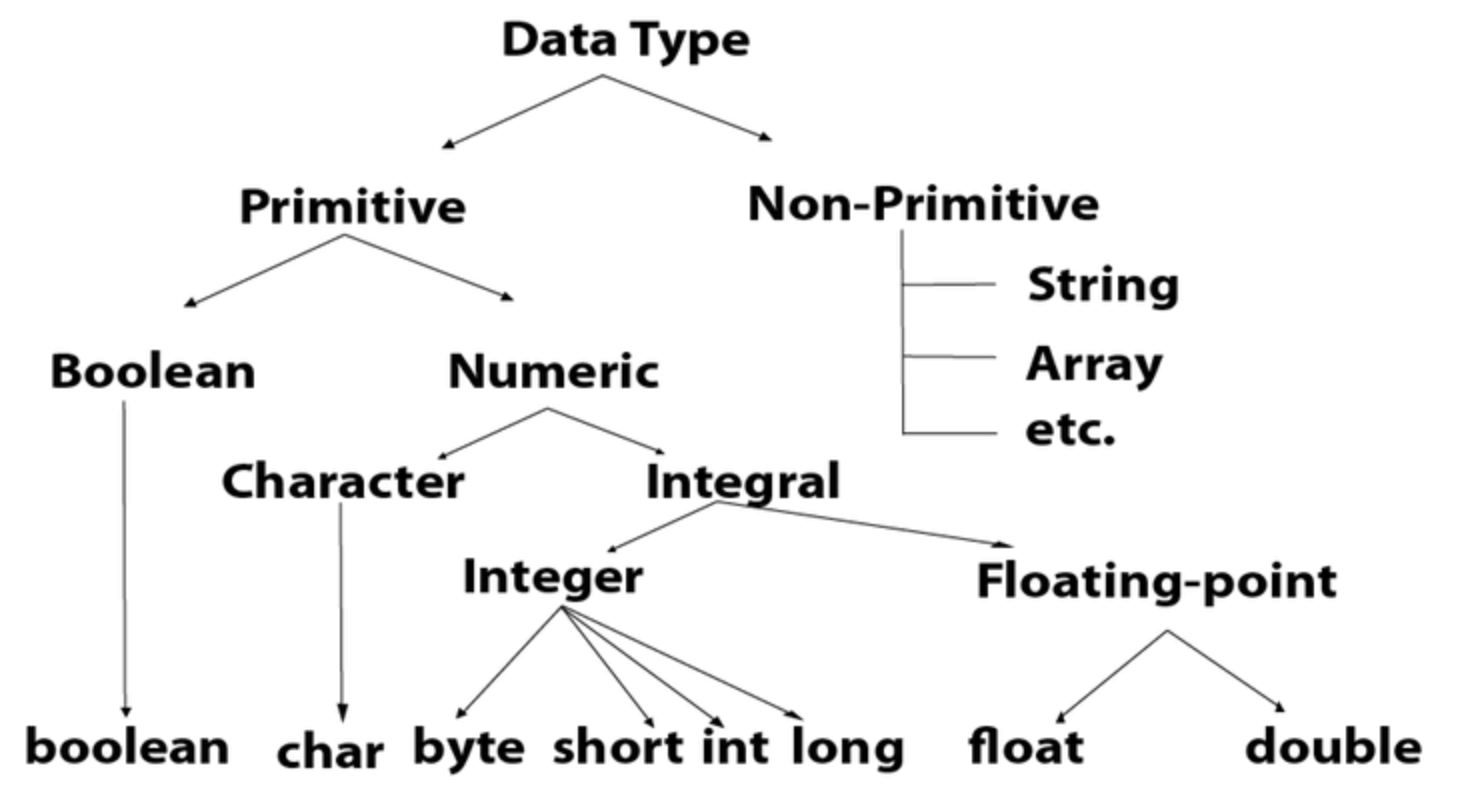 Data Type
Primitive
Non-Primitive
String
Array
etc.
Boolean
Numeric
Character
Integral
Integer
Floating-point
boolean
char
byte
short
int
long
float
double